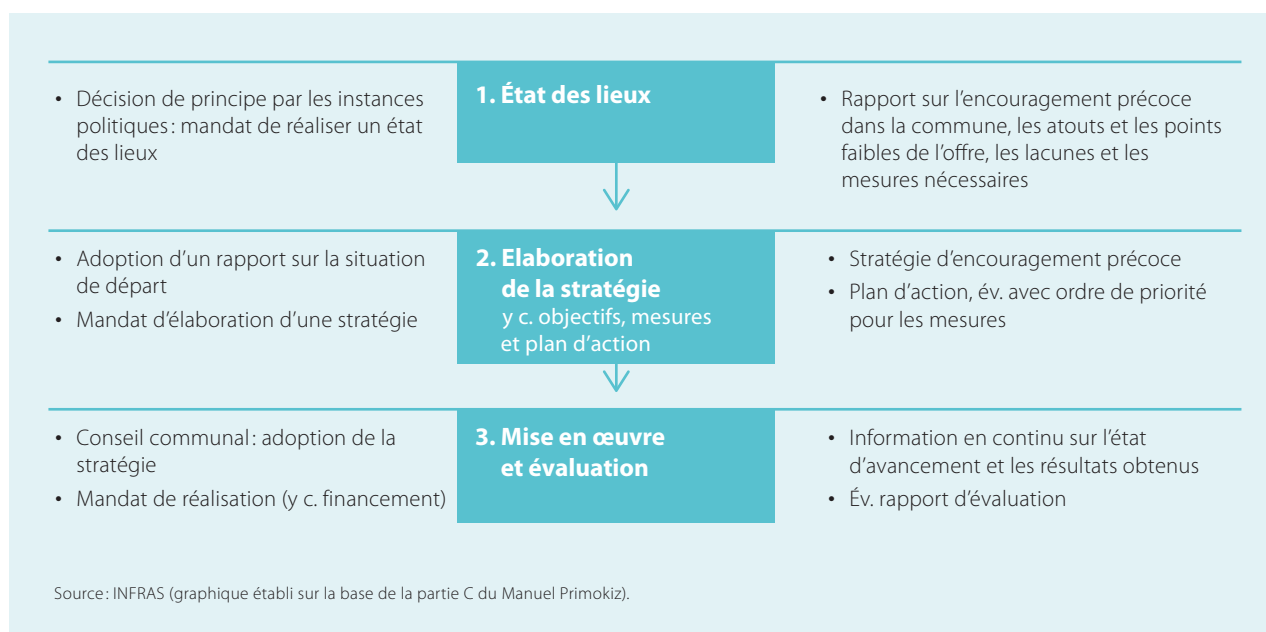 • Décision de principe par les instances
politiques : mandat de réaliser un état
des lieux
1. État des lieux
• Rapport sur l’encouragement précoce
dans la commune, les atouts et les points
faibles de l’offre, les lacunes et les
mesures nécessaires
• Adoption d’un rapport sur la situation
de départ
• Mandat d’élaboration d’une stratégie
2. Elaboration
de la stratégie
y c. objectifs, mesures
et plan d’action
• Stratégie d’encouragement précoce
• Plan d’action, év. avec ordre de priorité
pour les mesures
• Conseil communal : adoption de la
stratégie
• Mandat de réalisation (y c. financement)
3. Mise en œuvre
et évaluation
• Information en continu sur l’état
d’avancement et les résultats obtenus
• Év. rapport d’évaluation
Source : INFRAS (graphique établi sur la base de la partie C du Manuel Primokiz).